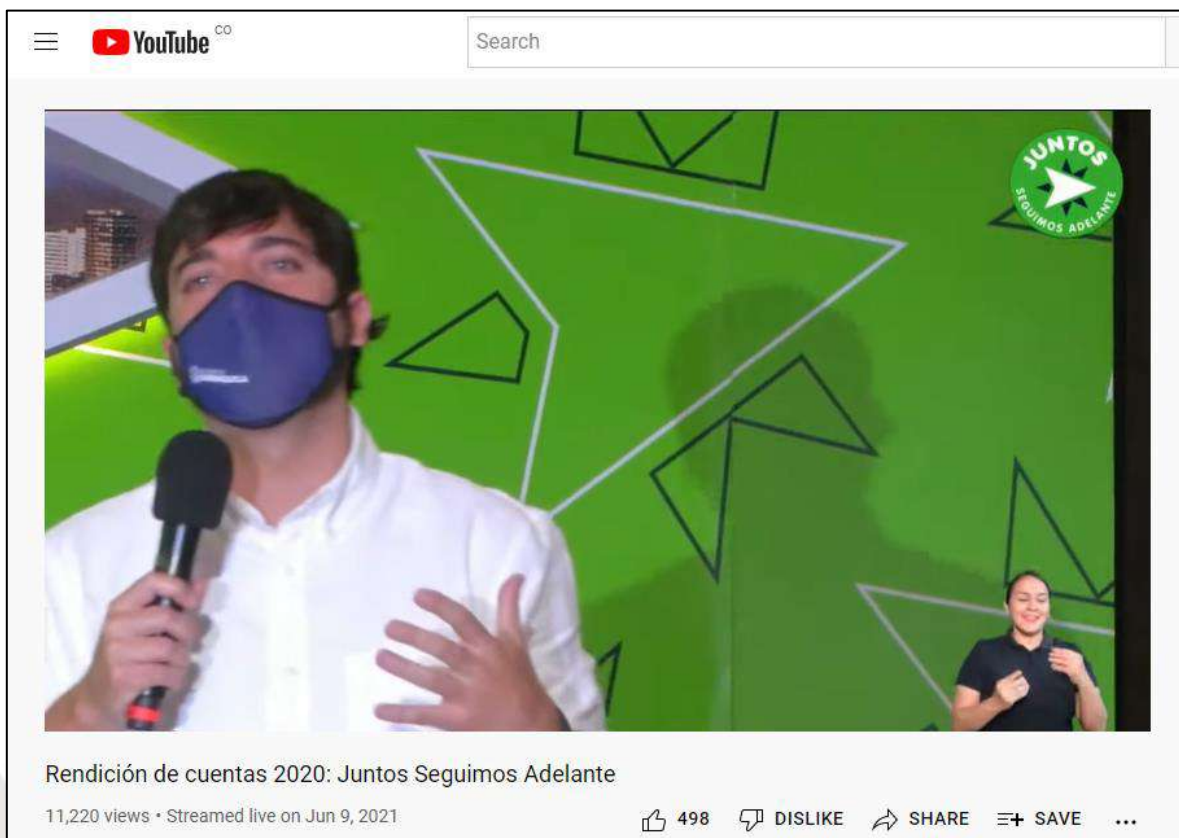 YouTube CO
Search
JUNTOS
SEGUIMOS ADELANTE
Rendición de cuentas 2020: Juntos Seguimos Adelante
11,220 views • Streamed live on Jun 9, 2021
498 DISLIKE SHARE SAVE ...